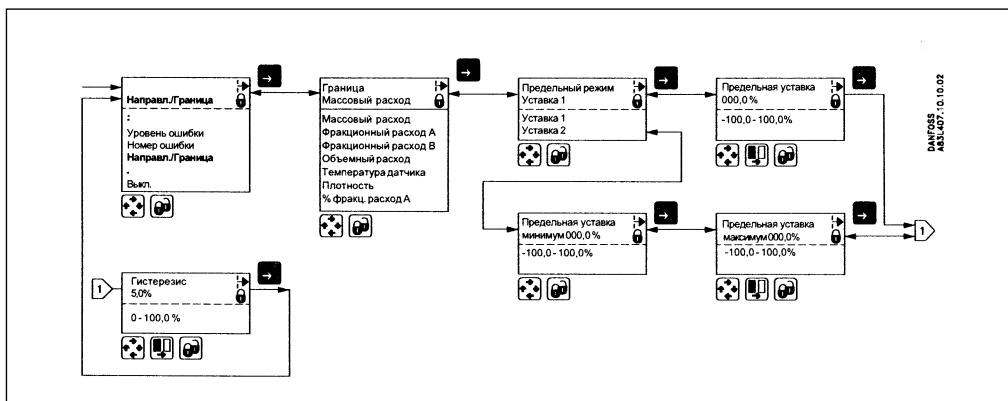 Направл./Граница
:
Уровень ошибки
Номер ошибки
Направл./Граница
.
Выкл.
Граница
Массовый расход
Массовый расход
Фракционный расход А
Фракционный расход В
Объемный расход
Температура датчика
Плотность
% фракц. расход А
Предельный режим
Уставка 1
Уставка 1
Уставка 2
Предельная уставка
000,0 %
-100,0 - 100,0%
Предельная уставка
минимум 000,0%
-100,0 - 100,0%
Предельная уставка
максимум 000,0%
-100,0 - 100,0%
1
1
Гистерезис
5,0%
0 - 100,0 %
DANFOSS
A83L407.10.10.02